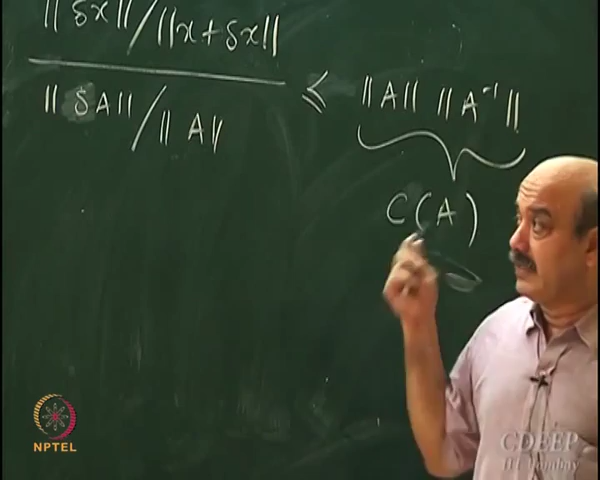 ||δx|| / ||x+δx||
||δA|| / ||A|| ≤ ||A|| ||A⁻¹||
C(A)
NPTEL
CDEEP
IIT Bombay